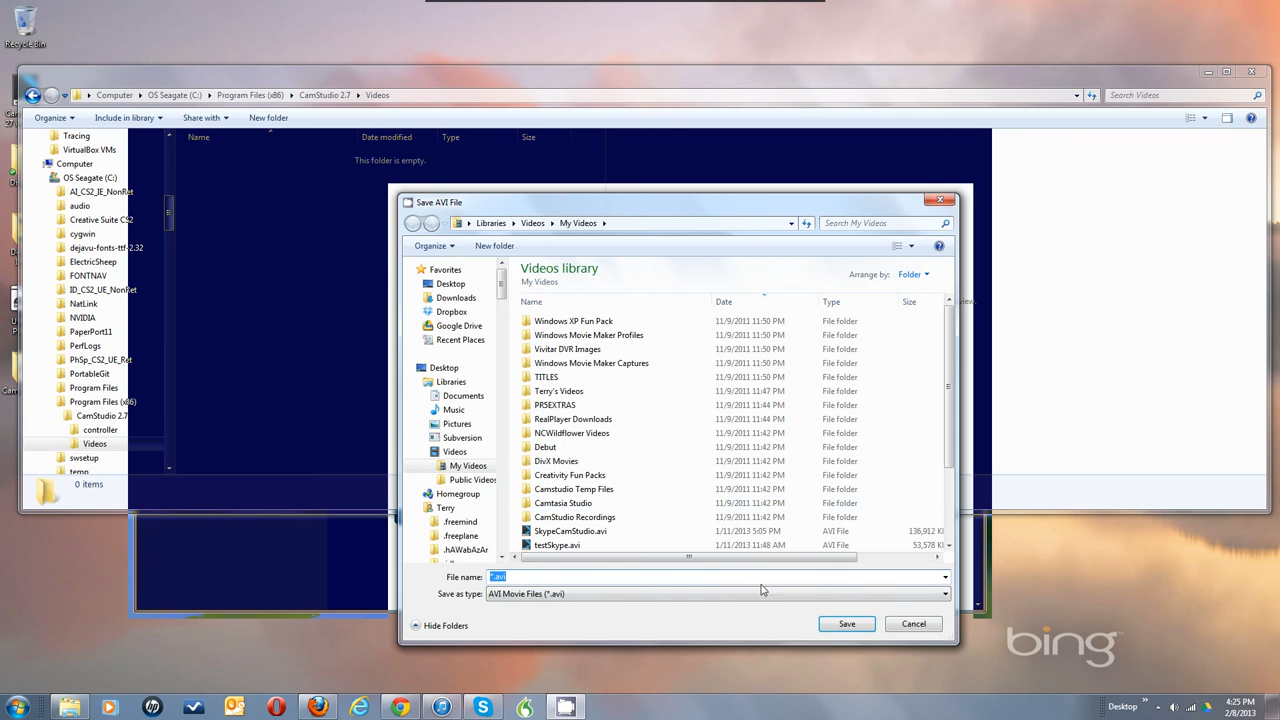 Recycle Bin
Computer
OS Seagate (C:)
Program Files (x86)
CamStudio 2.7
Videos
Search Videos
Organize
Include in library
Share with
New folder
Tracing
VirtualBox VMs
Computer
OS Seagate (C:)
AI_CS2_IE_NonRet
audio
Creative Suite CS2
cygwin
dejavu-fonts-ttf-2.32
ElectricSheep
FONTNAV
ID_CS2_UE_NonRet
NatLink
NVIDIA
PaperPort11
PerfLogs
PhSp_CS2_UE_Ret
PortableGit
Program Files
Program Files (x86)
CamStudio 2.7
controller
Videos
swsetup
temp
0 items
Name
Date modified
Type
Size
This folder is empty.
Save AVI File
Libraries
Videos
My Videos
Search My Videos
Organize
New folder
Favorites
Desktop
Downloads
Dropbox
Google Drive
Recent Places
Desktop
Libraries
Documents
Music
Pictures
Subversion
Videos
My Videos
Public Videos
Homegroup
Terry
.freemind
.freeplane
.hAWabAzAr
Videos library
My Videos
Arrange by: Folder
Name Date Type Size
Windows XP Fun Pack 11/9/2011 11:50 PM File folder
Windows Movie Maker Profiles 11/9/2011 11:50 PM File folder
Vivitar DVR Images 11/9/2011 11:50 PM File folder
Windows Movie Maker Captures 11/9/2011 11:50 PM File folder
TITLES 11/9/2011 11:50 PM File folder
Terry's Videos 11/9/2011 11:47 PM File folder
PRSEXTRAS 11/9/2011 11:44 PM File folder
RealPlayer Downloads 11/9/2011 11:44 PM File folder
NCWildflower Videos 11/9/2011 11:42 PM File folder
Debut 11/9/2011 11:42 PM File folder
DivX Movies 11/9/2011 11:42 PM File folder
Creativity Fun Packs 11/9/2011 11:42 PM File folder
Camstudio Temp Files 11/9/2011 11:42 PM File folder
Camtasia Studio 11/9/2011 11:42 PM File folder
CamStudio Recordings 11/9/2011 11:42 PM File folder
SkypeCamStudio.avi 1/11/2013 5:05 PM AVI File 136,912 K
testSkype.avi 1/11/2013 11:48 AM AVI File 53,578 K
File name: *.avi
Save as type: AVI Movie Files (*.avi)
Hide Folders
Save
Cancel
bing
Desktop
4:25 PM
2/8/2013